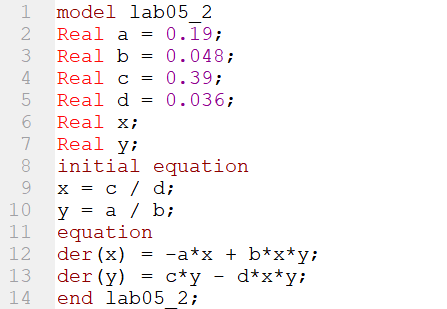 1 model lab05_2
2 Real a = 0.19;
3 Real b = 0.048;
4 Real c = 0.39;
5 Real d = 0.036;
6 Real x;
7 Real y;
8 initial equation
9 x = c / d;
10 y = a / b;
11 equation
12 der(x) = -a*x + b*x*y;
13 der(y) = c*y - d*x*y;
14 end lab05_2;